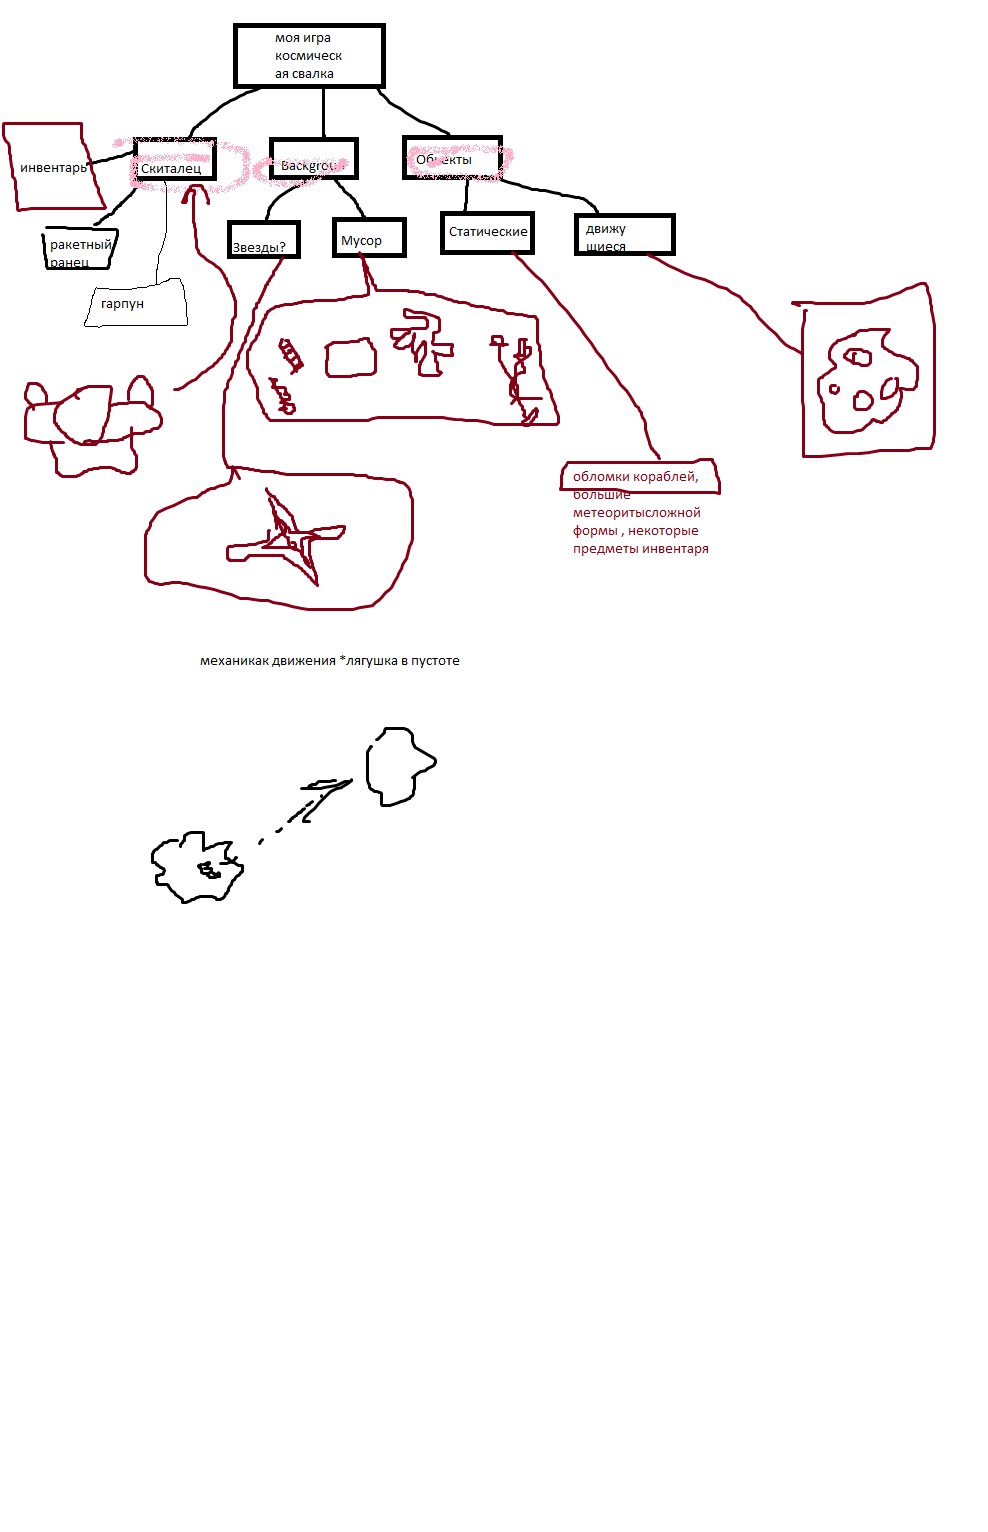 моя игра
космическ
ая свалка
инвентарь
Скиталец
Объекты
ракетный
ранец
гарпун
Звезды?
Мусор
Статические
движу
щиеся
обломки кораблей,
большие
метеоритысложной
формы , некоторые
предметы инвентаря
механикак движения *лягушка в пустоте